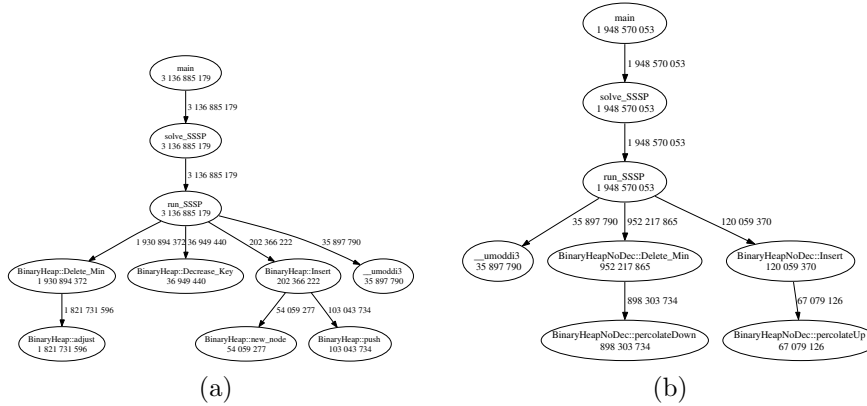 main
3 136 885 179
3 136 885 179
solve_SSSP
3 136 885 179
3 136 885 179
run_SSSP
3 136 885 179
1 930 894 372
36 949 440
202 366 222
35 897 790
BinaryHeap::Delete_Min
1 930 894 372
BinaryHeap::Decrease_Key
36 949 440
BinaryHeap::Insert
202 366 222
__umoddi3
35 897 790
1 821 731 596
54 059 277
103 043 734
BinaryHeap::adjust
1 821 731 596
BinaryHeap::new_node
54 059 277
BinaryHeap::push
103 043 734
(a)
main
1 948 570 053
1 948 570 053
solve_SSSP
1 948 570 053
1 948 570 053
run_SSSP
1 948 570 053
35 897 790
952 217 865
120 059 370
__umoddi3
35 897 790
BinaryHeapNoDec::Delete_Min
952 217 865
BinaryHeapNoDec::Insert
120 059 370
898 303 734
67 079 126
BinaryHeapNoDec::percolateDown
898 303 734
BinaryHeapNoDec::percolateUp
67 079 126
(b)